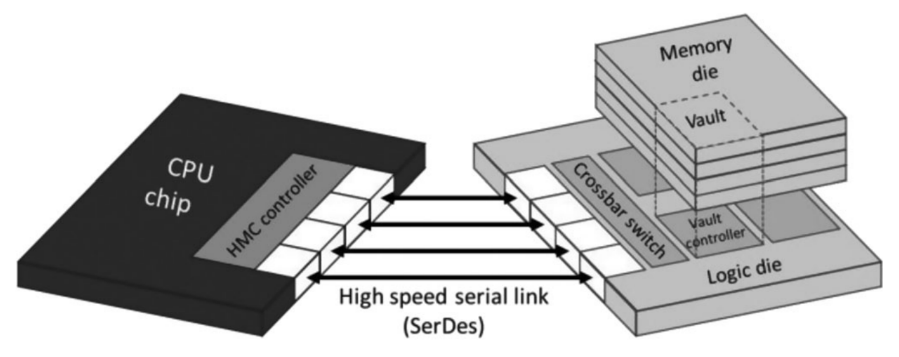 CPU
chip
HMC controller
High speed serial link
(SerDes)
Memory
die
Vault
Crossbar switch
Vault
controller
Logic die